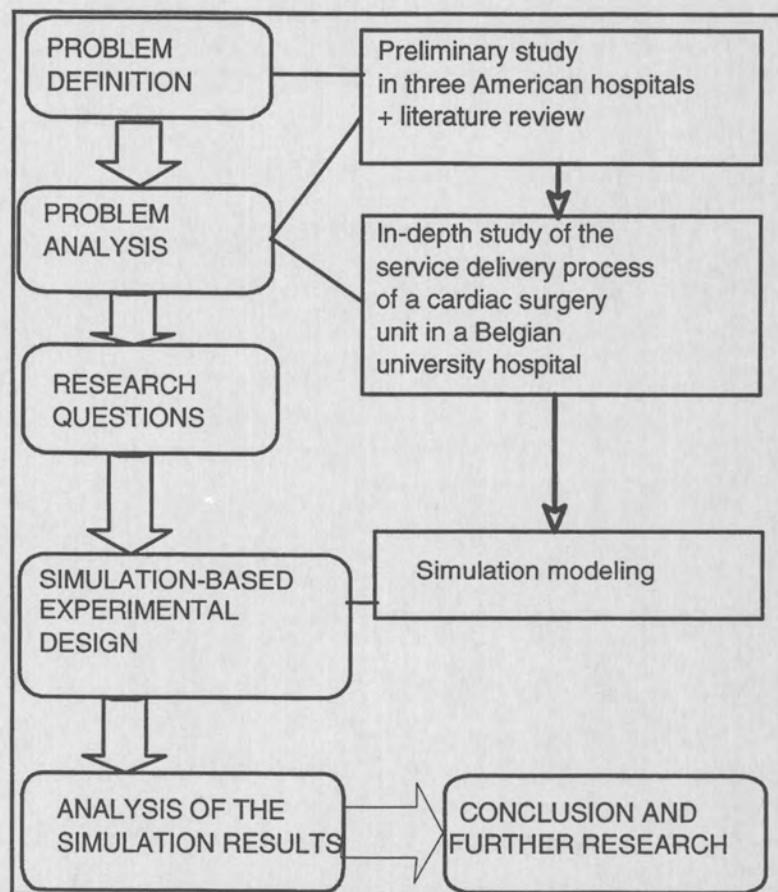 PROBLEM
DEFINITION
Preliminary study
in three American hospitals
+ literature review
PROBLEM
ANALYSIS
In-depth study of the
service delivery process
of a cardiac surgery
unit in a Belgian
university hospital
RESEARCH
QUESTIONS
SIMULATION-BASED
EXPERIMENTAL
DESIGN
Simulation modeling
ANALYSIS OF THE
SIMULATION RESULTS
CONCLUSION AND
FURTHER RESEARCH